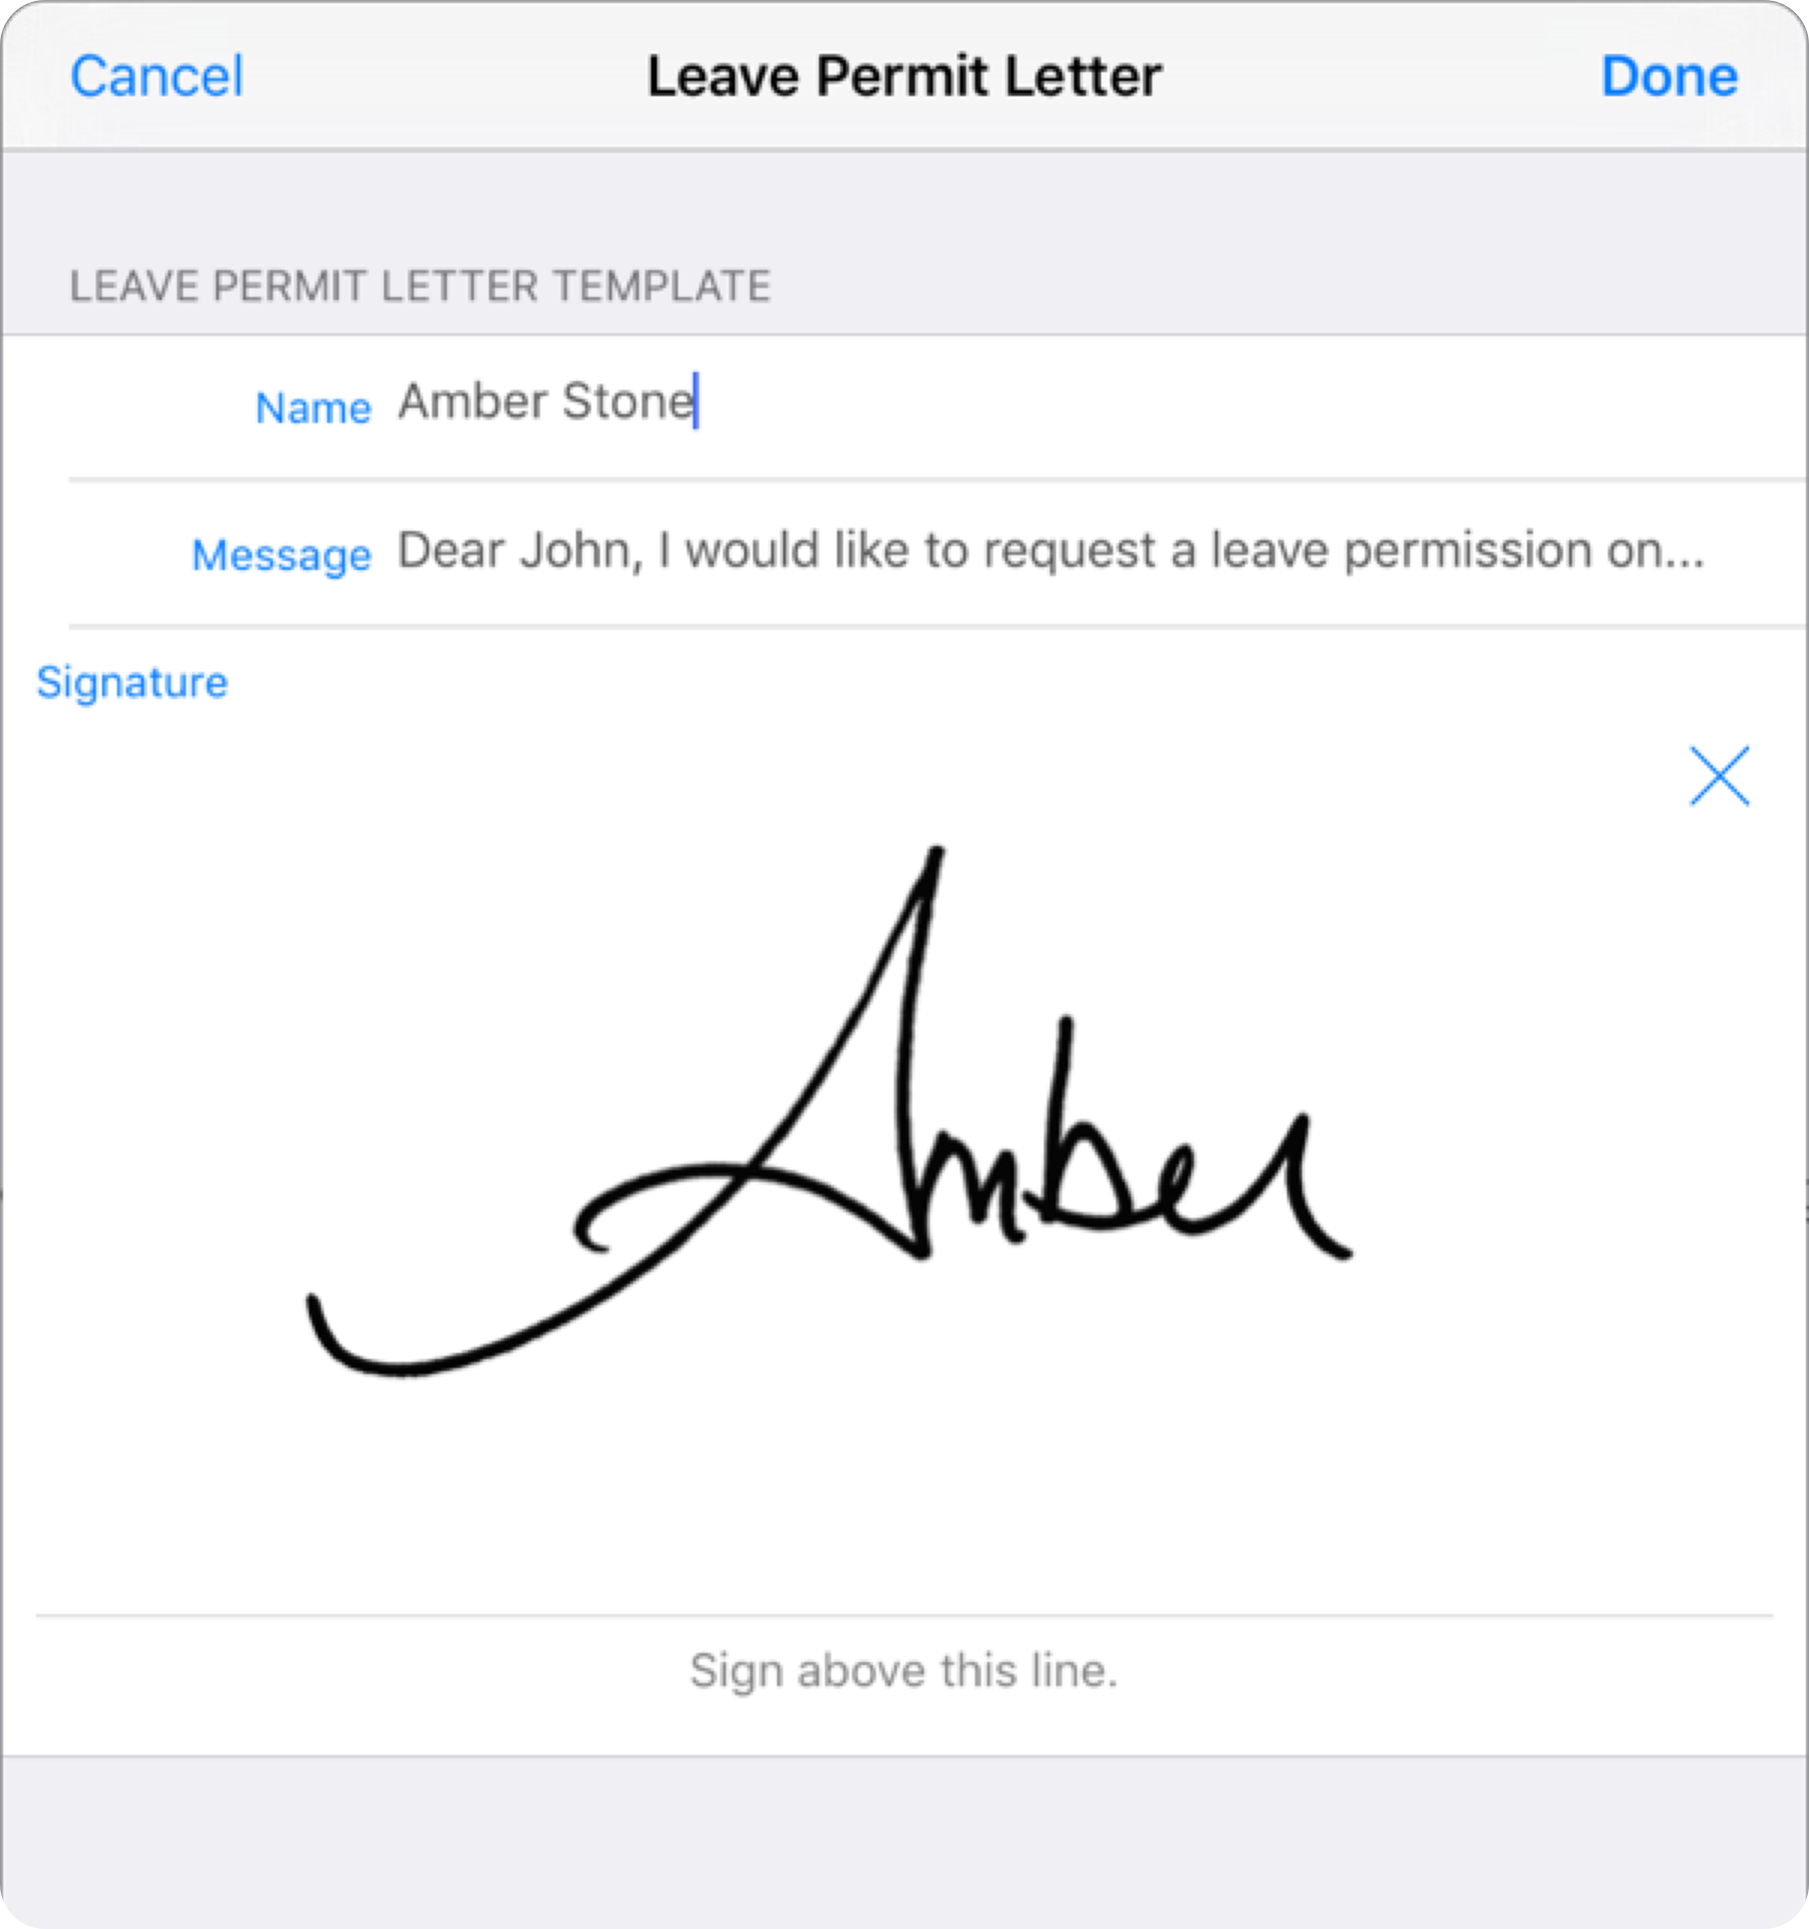 Cancel Leave Permit Letter Done
LEAVE PERMIT LETTER TEMPLATE
Name Amber Stone
Message Dear John, I would like to request a leave permission on...
Signature
Amber
Sign above this line.